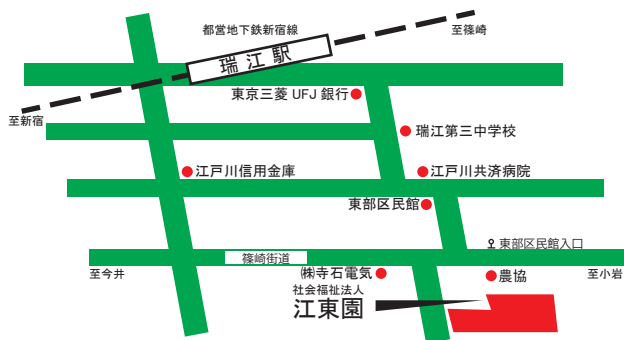 都営地下鉄新宿線
至篠崎
瑞江駅
東京三菱 UFJ 銀行
至新宿
瑞江第三中学校
江戸川信用金庫
江戸川共済病院
東部区民館
東部区民館入口
篠崎街道
至今井
㈱寺石電気
農協
至小岩
社会福祉法人
江東園